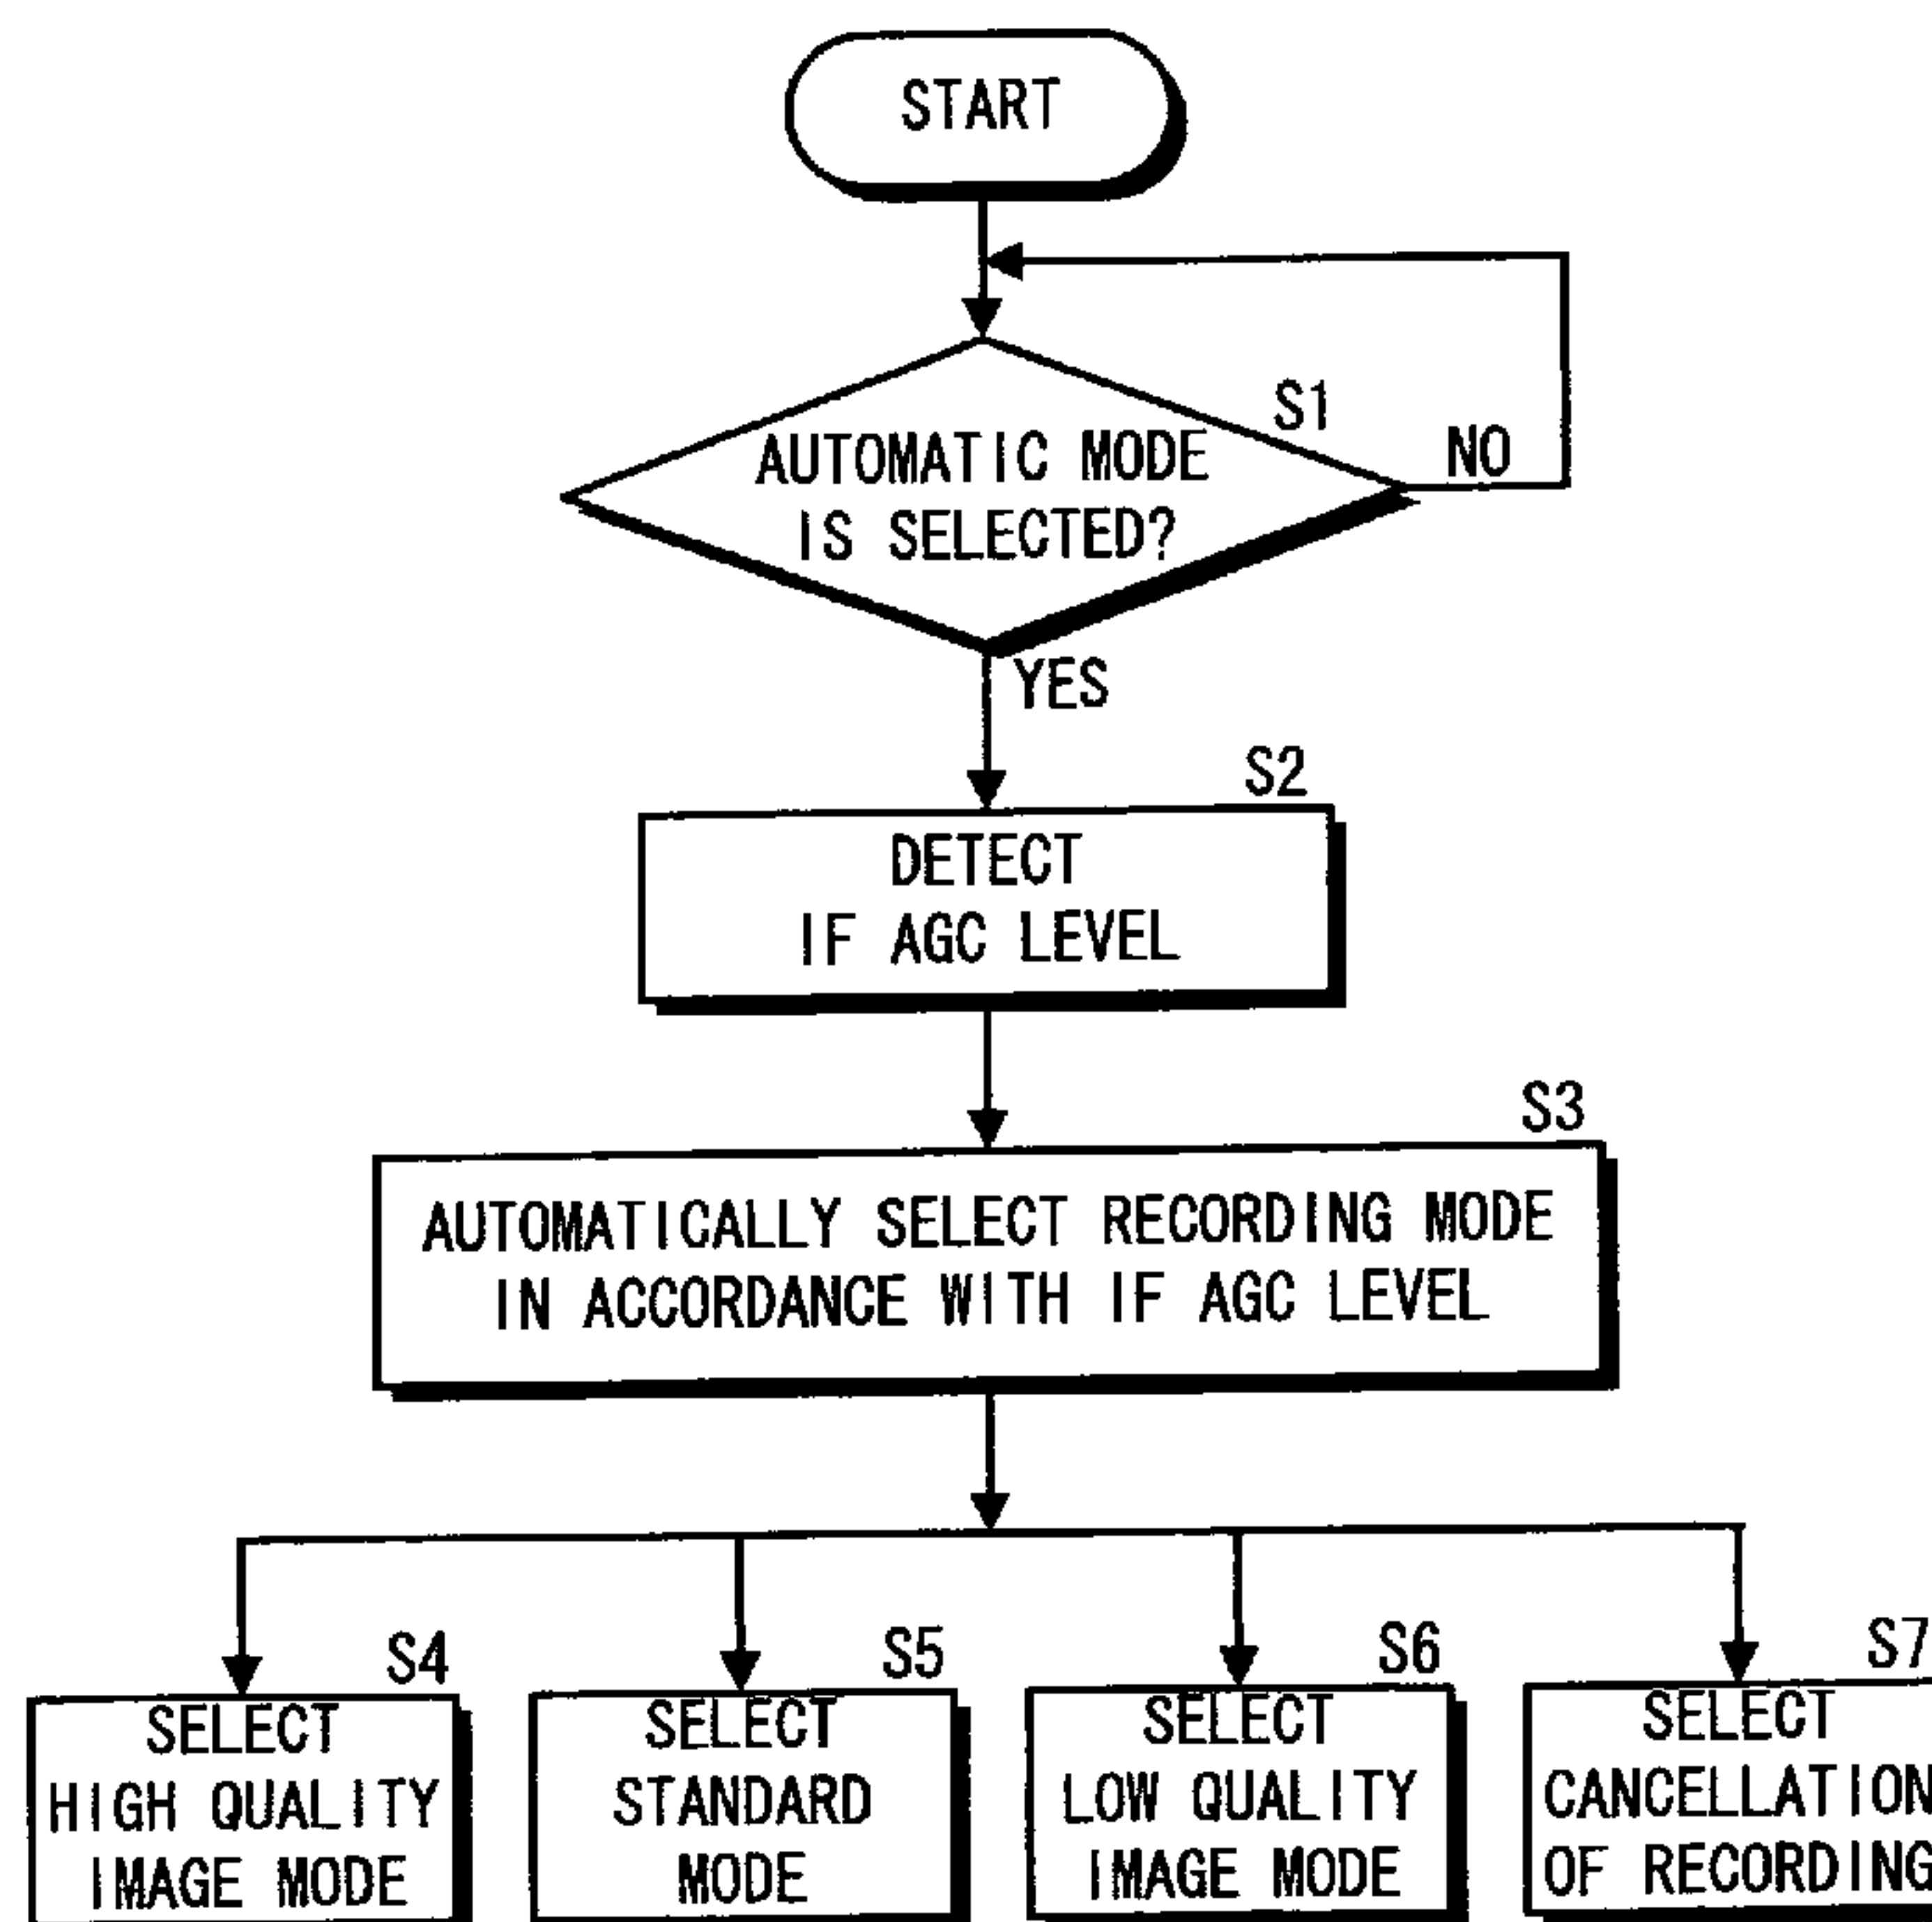 START
S1
AUTOMATIC MODE
IS SELECTED?
NO
YES
S2
DETECT
IF AGC LEVEL
S3
AUTOMATICALLY SELECT RECORDING MODE
IN ACCORDANCE WITH IF AGC LEVEL
S4
SELECT
HIGH QUALITY
IMAGE MODE
S5
SELECT
STANDARD
MODE
S6
SELECT
LOW QUALITY
IMAGE MODE
S7
SELECT
CANCELLATION
OF RECORDING